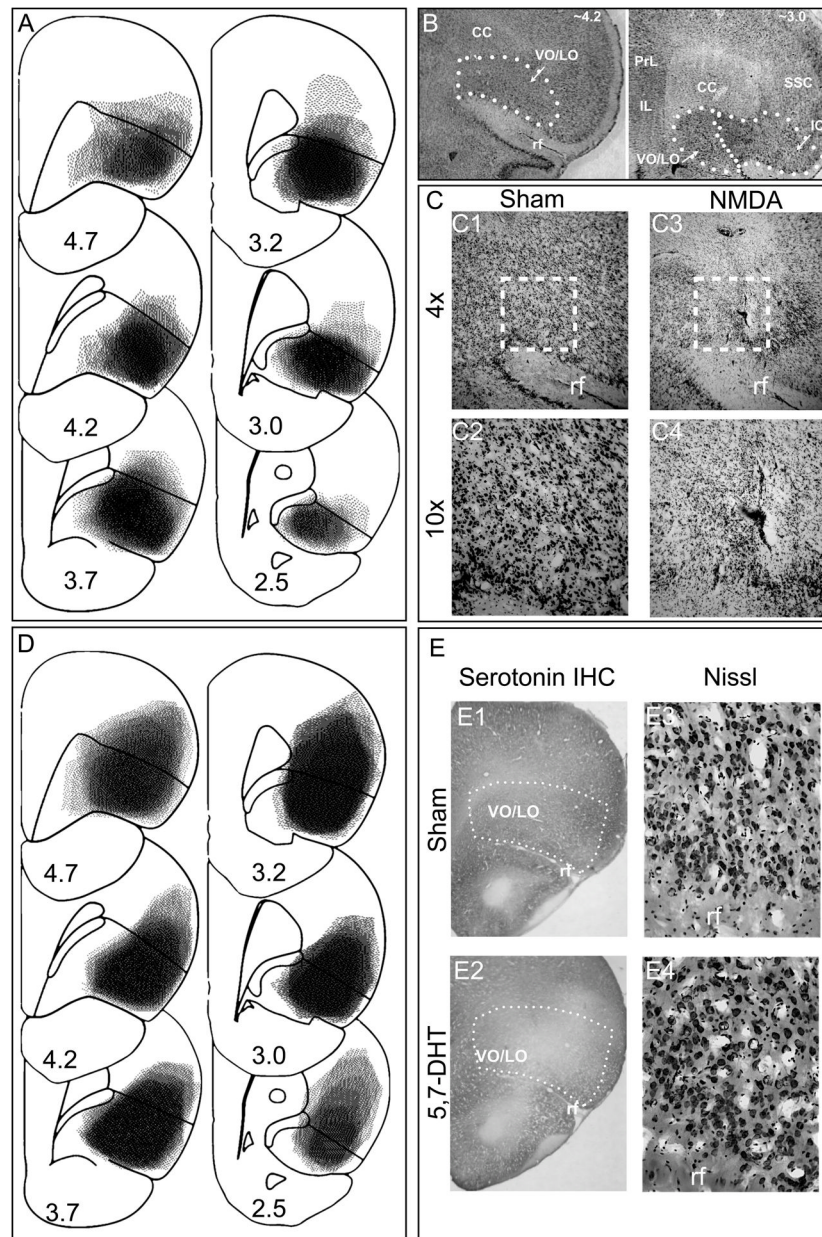 A
4.7
3.2
4.2
3.0
3.7
2.5
B
~4.2
CC
VO/LO
rf
~3.0
PrL
CC
SSC
IL
IC
VO/LO
C
Sham
NMDA
4x
C1
C3
rf
10x
C2
C4
D
4.7
3.2
4.2
3.0
3.7
2.5
E
Serotonin IHC
Nissl
Sham
E1
VO/LO
rf
E3
rf
5,7-DHT
E2
VO/LO
rf
E4
rf